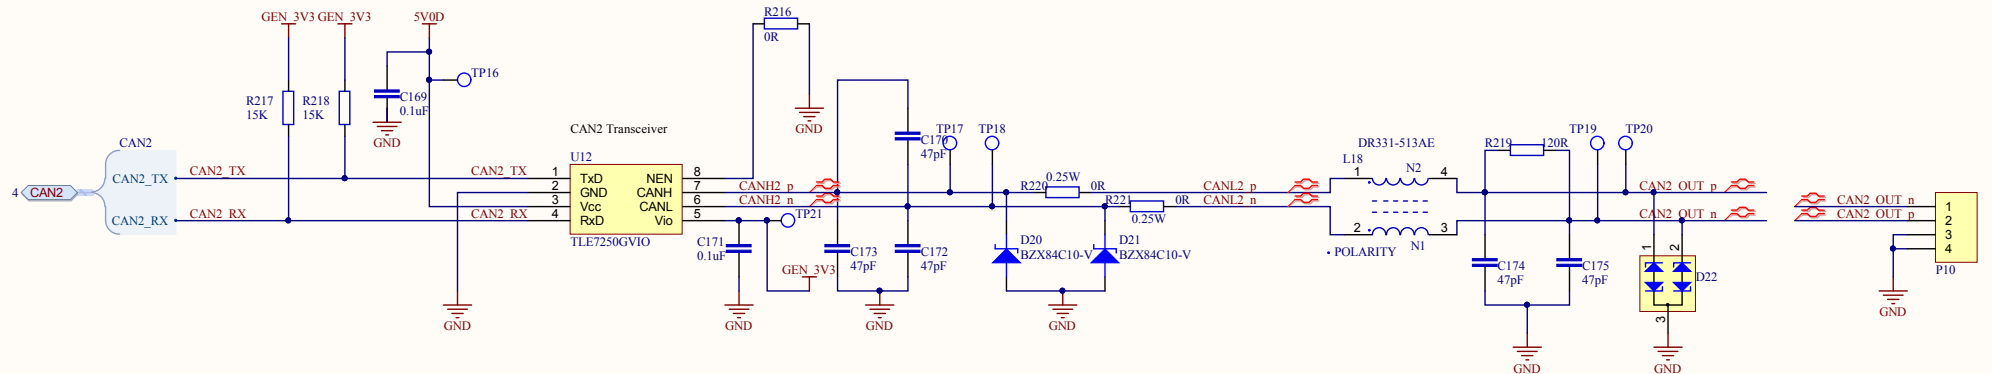 R216
0R
GEN_3V3
GEN_3V3
5V0D
TP16
R217
15K
R218
15K
C169
0.1uF
GND
GND
CAN2
CAN2_TX
CAN2_RX
4
CAN2
CAN2_TX
CAN2_RX
CAN2_TX
CAN2_RX
CAN2 Transceiver
U12
1
2
3
4
TxD
GND
Vcc
RxD
NEN
CANH
CANL
Vio
8
7
6
5
TLE7250GVIO
GND
CANH2_p
CANH2_n
TP21
C171
0.1uF
GEN_3V3
GND
C170
47pF
C173
47pF
C172
47pF
GND
TP17
TP18
R220
0.25W
0R
R221
0.25W
0R
D20
BZX84C10-V
D21
BZX84C10-V
GND
CANL2_p
CANL2_n
DR331-513AE
L18
1
N2
4
2
N1
3
• POLARITY
R219
120R
TP19
TP20
C174
47pF
C175
47pF
GND
CAN2_OUT_p
CAN2_OUT_n
1
2
D22
3
GND
CAN2_OUT_n
CAN2_OUT_p
1
2
3
4
P10
GND